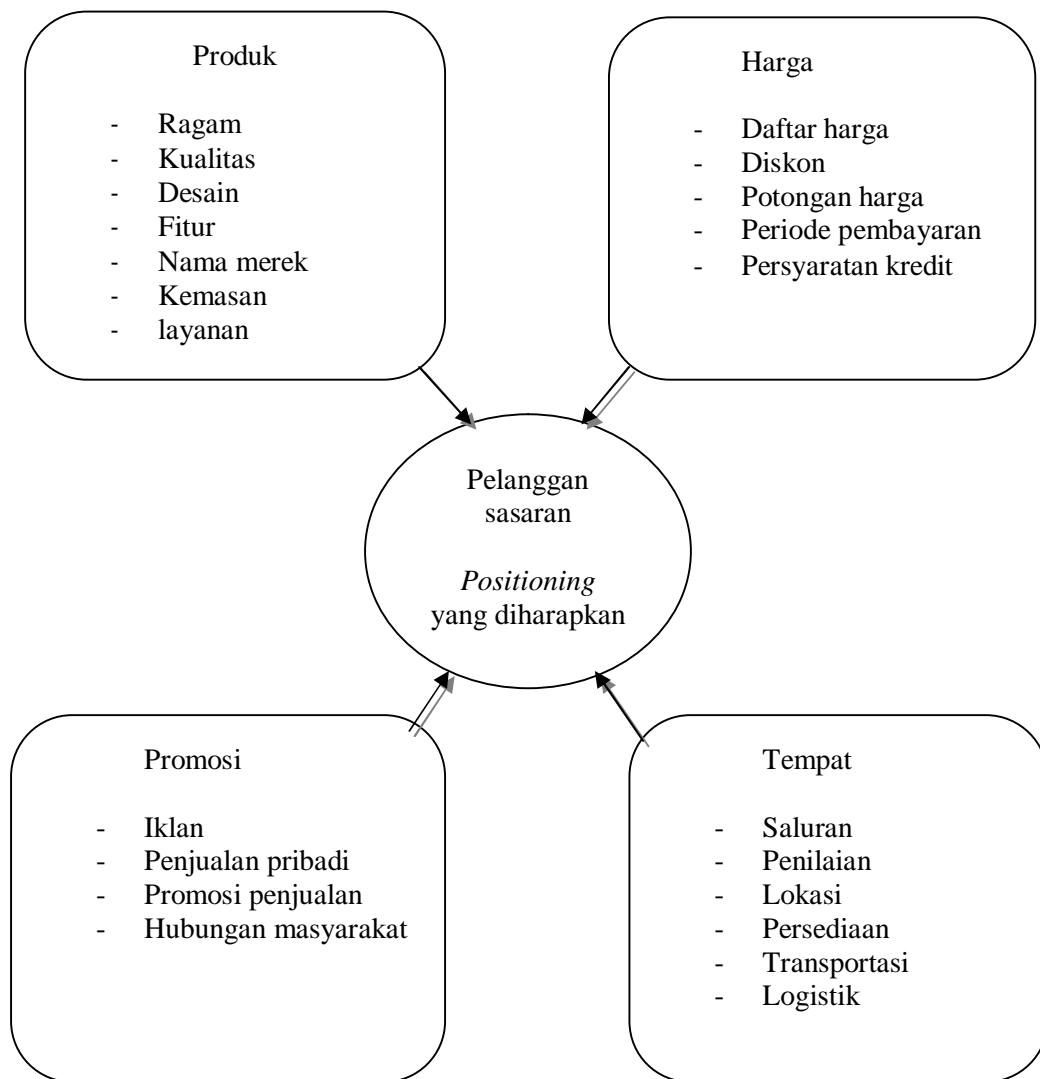 Produk
- Ragam
- Kualitas
- Desain
- Fitur
- Nama merek
- Kemasan
- layanan
Harga
- Daftar harga
- Diskon
- Potongan harga
- Periode pembayaran
- Persyaratan kredit
Pelanggan
sasaran
Positioning
yang diharapkan
Promosi
- Iklan
- Penjualan pribadi
- Promosi penjualan
- Hubungan masyarakat
Tempat
- Saluran
- Penilaian
- Lokasi
- Persediaan
- Transportasi
- Logistik